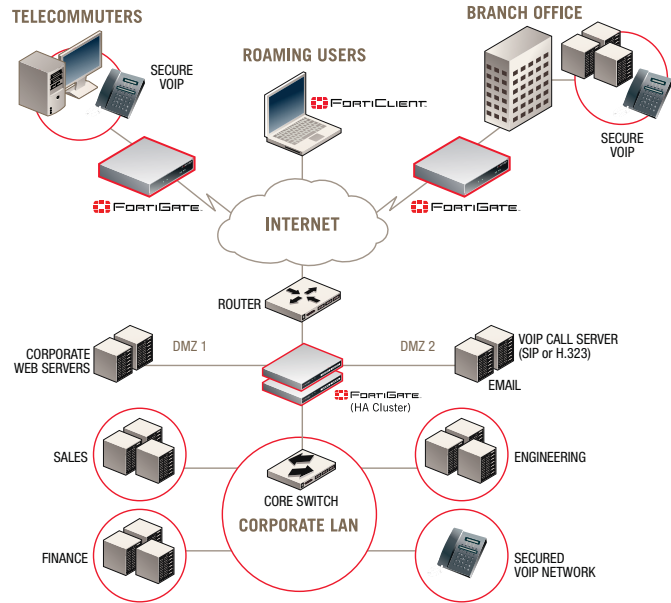 TELECOMMUTERS
BRANCH OFFICE
ROAMING USERS
SECURE
VOIP
FORTICLIENT
SECURE
VOIP
FORTIGATE
FORTIGATE
INTERNET
ROUTER
CORPORATE
WEB SERVERS
DMZ 1
DMZ 2
VOIP CALL SERVER
(SIP or H.323)
EMAIL
FORTIGATE
(HA Cluster)
SALES
ENGINEERING
CORE SWITCH
CORPORATE LAN
FINANCE
SECURED
VOIP NETWORK